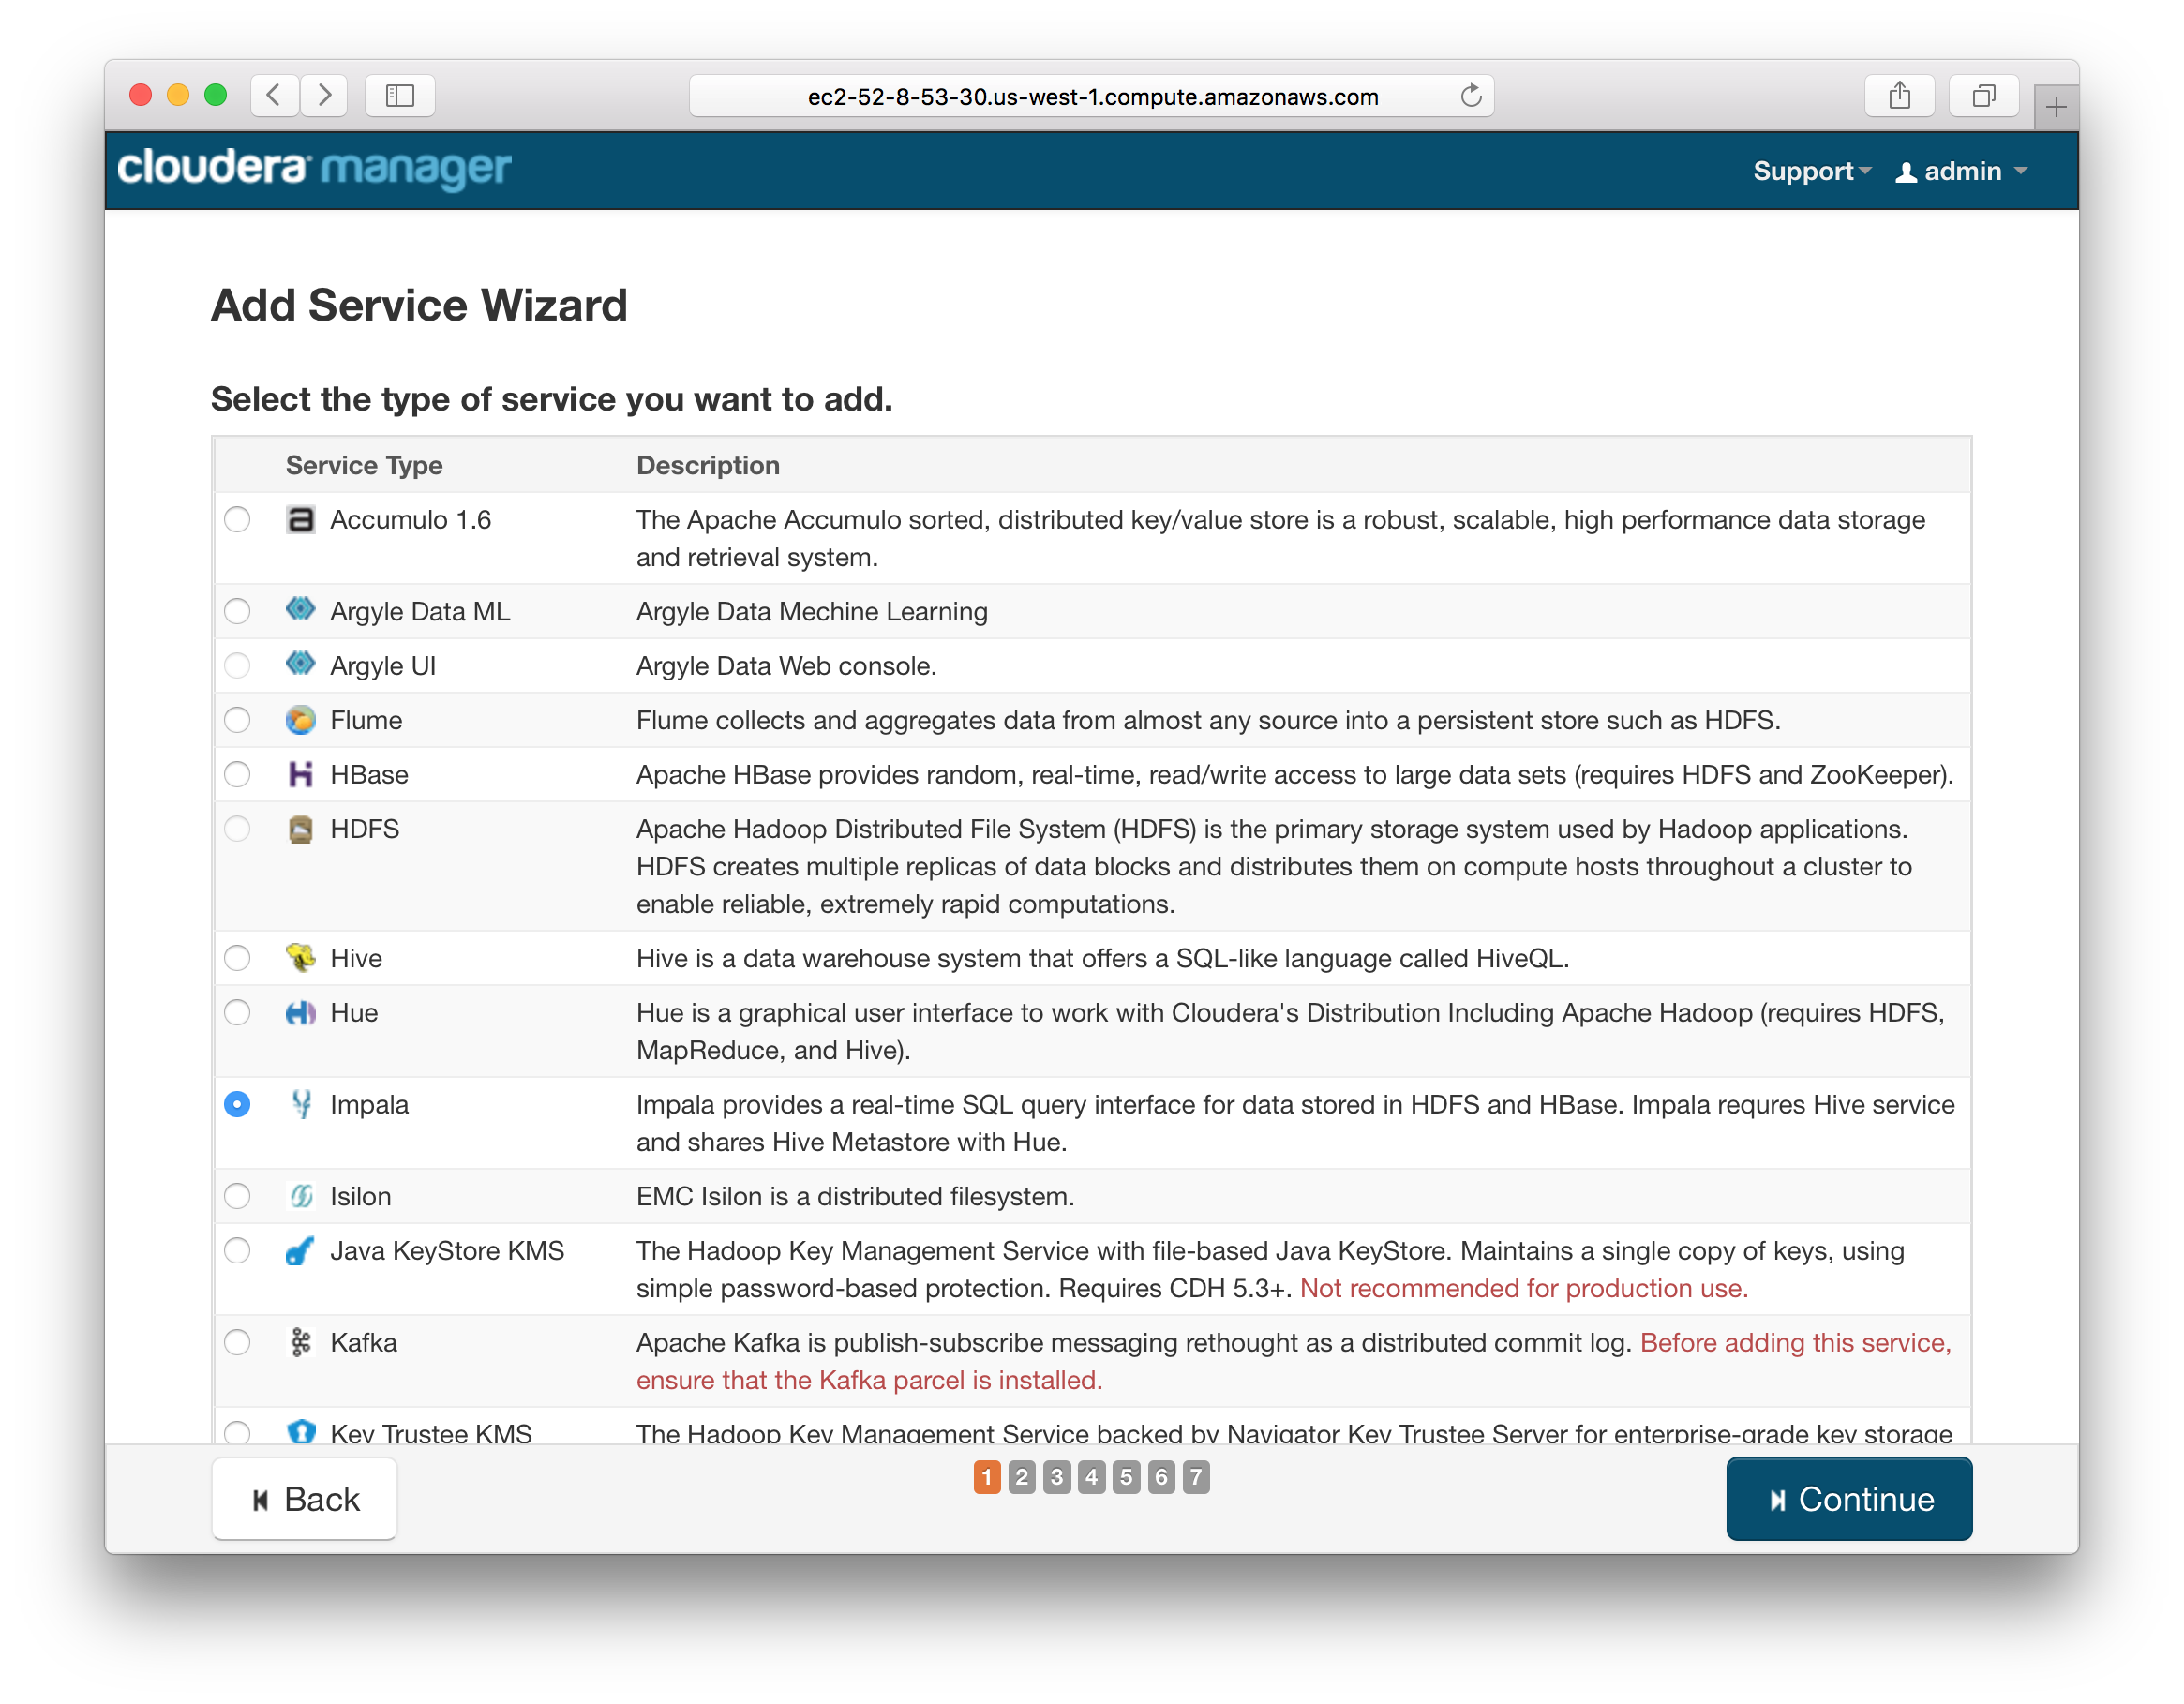 ec2-52-8-53-30.us-west-1.compute.amazonaws.com
cloudera manager
Support admin
Add Service Wizard
Select the type of service you want to add.
Service Type Description
Accumulo 1.6 The Apache Accumulo sorted, distributed key/value store is a robust, scalable, high performance data storage
and retrieval system.
Argyle Data ML Argyle Data Mechine Learning
Argyle UI Argyle Data Web console.
Flume Flume collects and aggregates data from almost any source into a persistent store such as HDFS.
HBase Apache HBase provides random, real-time, read/write access to large data sets (requires HDFS and ZooKeeper).
HDFS Apache Hadoop Distributed File System (HDFS) is the primary storage system used by Hadoop applications.
HDFS creates multiple replicas of data blocks and distributes them on compute hosts throughout a cluster to
enable reliable, extremely rapid computations.
Hive Hive is a data warehouse system that offers a SQL-like language called HiveQL.
Hue Hue is a graphical user interface to work with Cloudera's Distribution Including Apache Hadoop (requires HDFS,
MapReduce, and Hive).
Impala Impala provides a real-time SQL query interface for data stored in HDFS and HBase. Impala requres Hive service
and shares Hive Metastore with Hue.
Isilon EMC Isilon is a distributed filesystem.
Java KeyStore KMS The Hadoop Key Management Service with file-based Java KeyStore. Maintains a single copy of keys, using
simple password-based protection. Requires CDH 5.3+. Not recommended for production use.
Kafka Apache Kafka is publish-subscribe messaging rethought as a distributed commit log. Before adding this service,
ensure that the Kafka parcel is installed.
Key Trustee KMS The Hadoop Key Management Service backed by Navigator Key Trustee Server for enterprise-grade key storage
Back 1 2 3 4 5 6 7 Continue